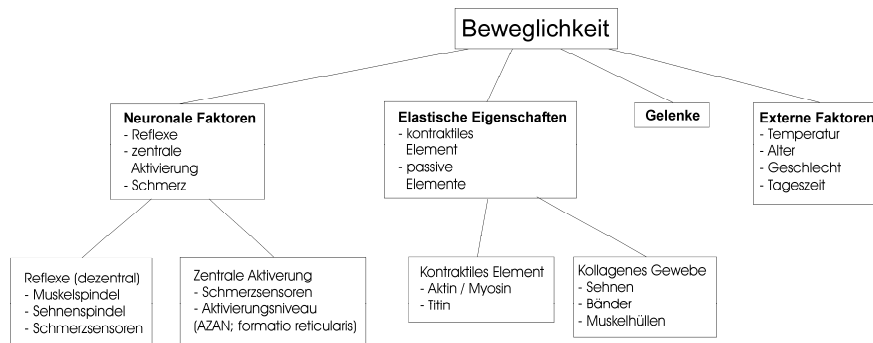 Beweglichkeit
Neuronale Faktoren
- Reflexe
- zentrale
Aktivierung
- Schmerz
Elastische Eigenschaften
- kontraktiles
Element
- passive
Elemente
Gelenke
Externe Faktoren
- Temperatur
- Alter
- Geschlecht
- Tageszeit
Reflexe (dezentral)
- Muskelspindel
- Sehnenspindel
- Schmerzsensoren
Zentrale Aktiverung
- Schmerzsensoren
- Aktivierungsniveau
(AZAN; formatio reticularis)
Kontraktiles Element
- Aktin / Myosin
- Titin
Kollagenes Gewebe
- Sehnen
- Bänder
- Muskelhüllen